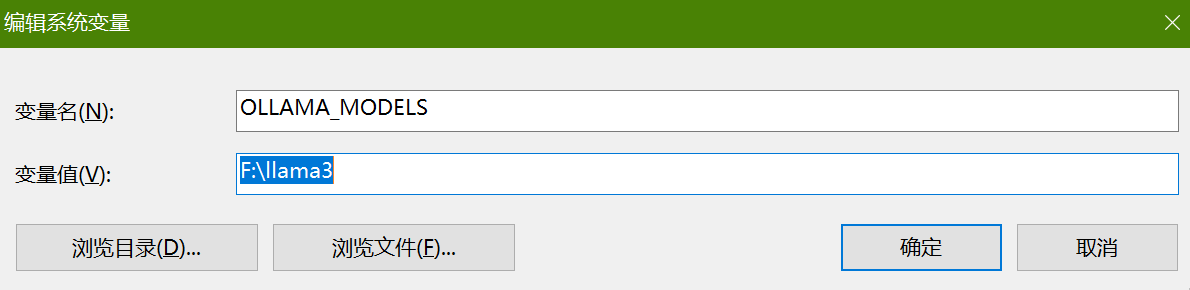 编辑系统变量
变量名(N):
OLLAMA_MODELS
变量值(V):
F:\llama3
浏览目录(D)...
浏览文件(F)...
确定
取消